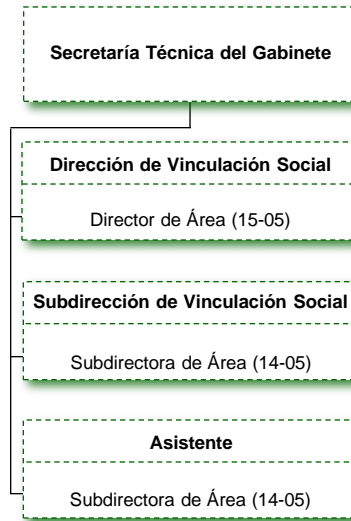 Secretaría Técnica del Gabinete
Dirección de Vinculación Social
Director de Área (15-05)
Subdirección de Vinculación Social
Subdirectora de Área (14-05)
Asistente
Subdirectora de Área (14-05)